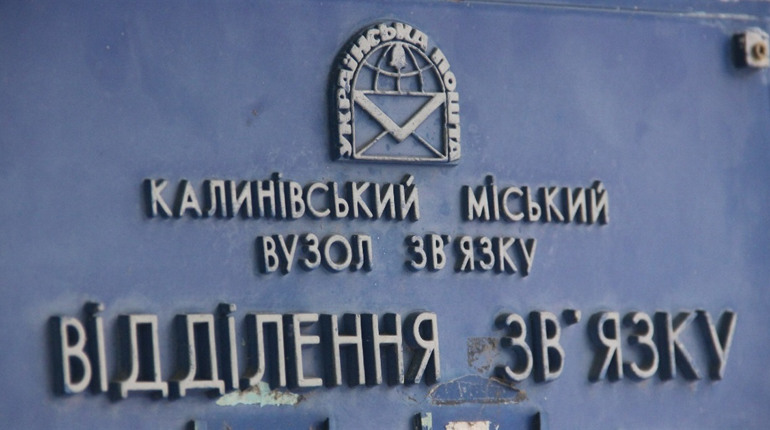 УКРАЇНСЬКА ПОШТА
КАЛИНІВСЬКИЙ МІСЬКИЙ
ВУЗОЛ ЗВ'ЯЗКУ
ВІДДІЛЕННЯ ЗВ'ЯЗКУ